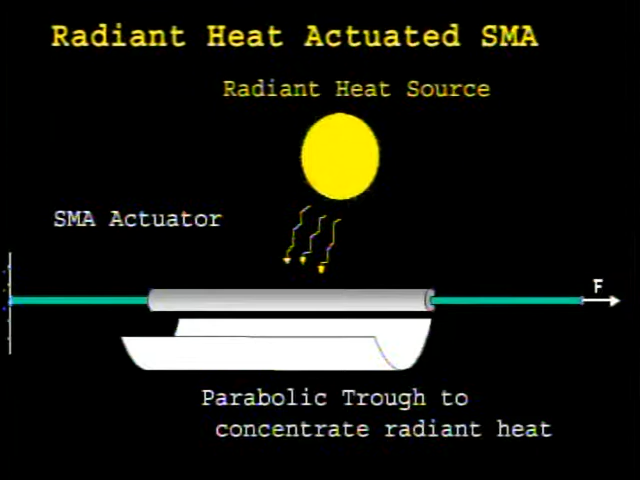 Radiant Heat Actuated SMA
Radiant Heat Source
SMA Actuator
F
Parabolic Trough to
concentrate radiant heat